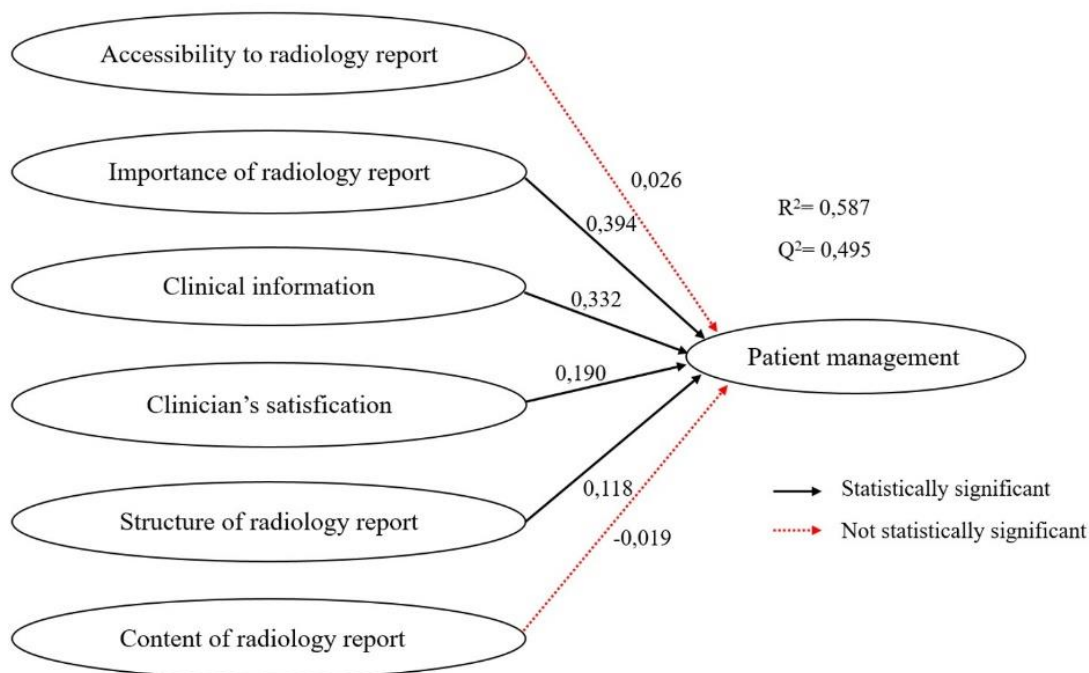 Accessibility to radiology report
Importance of radiology report
0,026
R²= 0,587
0,394
Q²= 0,495
Clinical information
0,332
Patient management
0,190
Clinician’s satisfication
0,118
Statistically significant
Structure of radiology report
-0,019
Not statistically significant
Content of radiology report